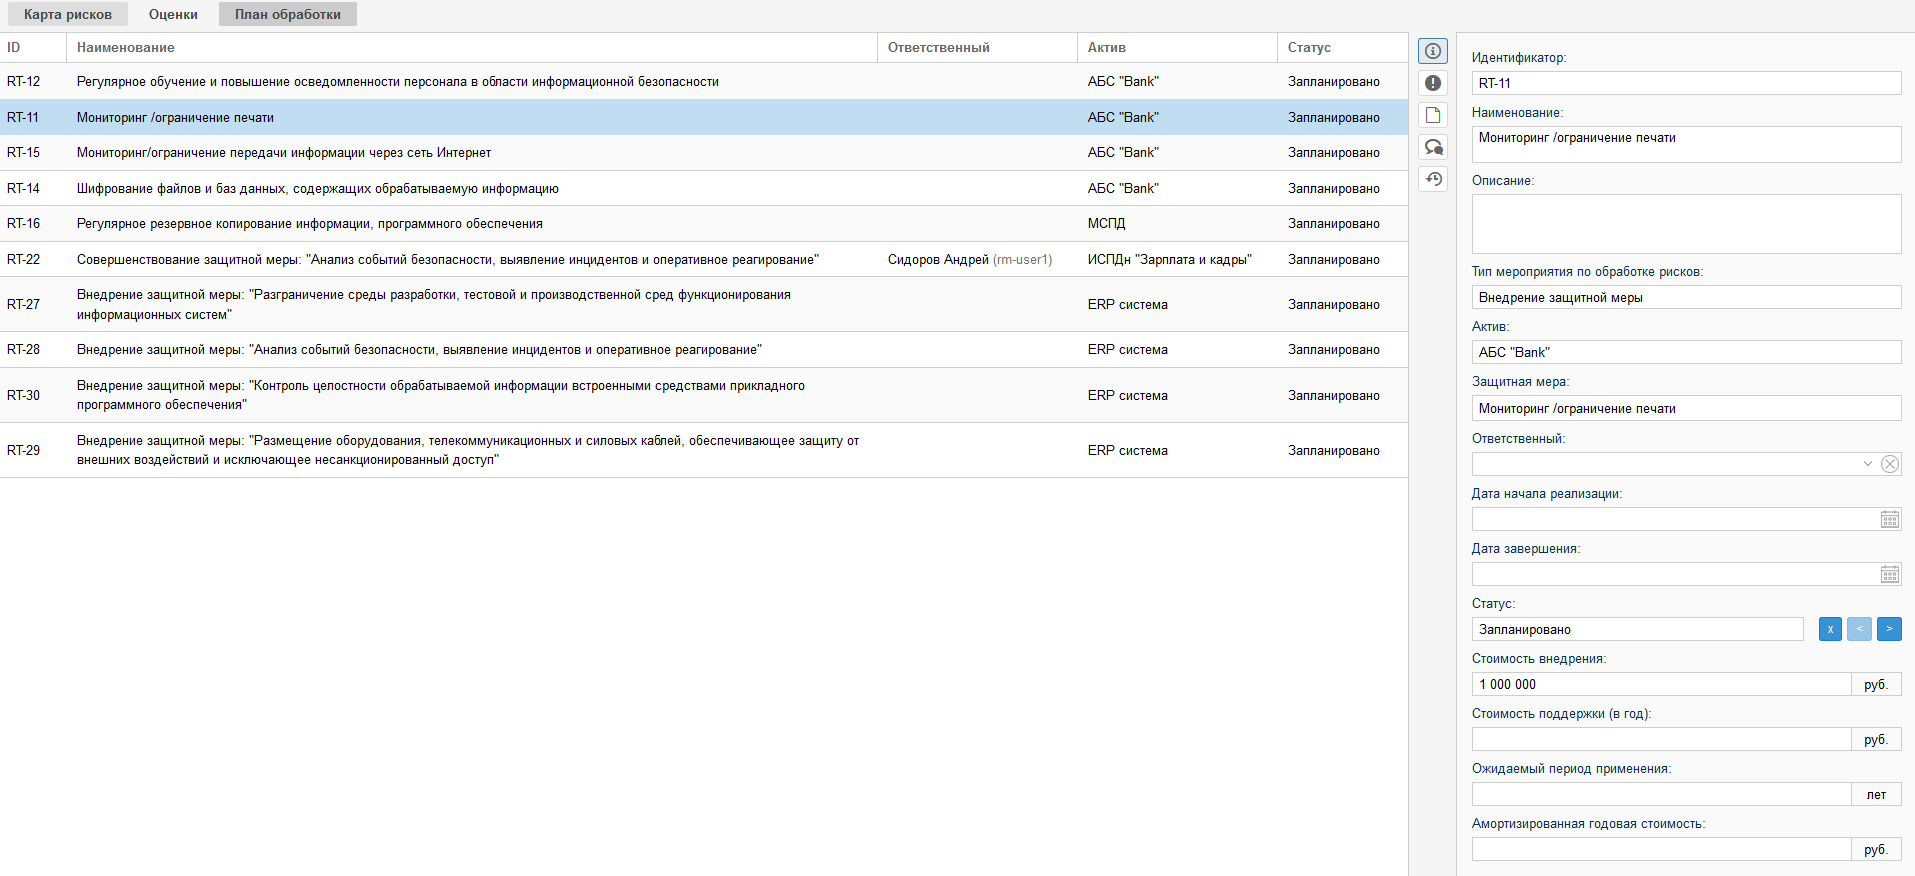 Карта рисков Оценки План обработки
ID Наименование Ответственный Актив Статус
RT-12 Регулярное обучение и повышение осведомленности персонала в области информационной безопасности АБС "Bank" Запланировано
RT-11 Мониторинг /ограничение печати АБС "Bank" Запланировано
RT-15 Мониторинг/ограничение передачи информации через сеть Интернет АБС "Bank" Запланировано
RT-14 Шифрование файлов и баз данных, содержащих обрабатываемую информацию АБС "Bank" Запланировано
RT-16 Регулярное резервное копирование информации, программного обеспечения МСПД Запланировано
RT-22 Совершенствование защитной меры: "Анализ событий безопасности, выявление инцидентов и оперативное реагирование" Сидоров Андрей (rm-user1) ИСПДн "Зарплата и кадры" Запланировано
RT-27 Внедрение защитной меры: "Разграничение среды разработки, тестовой и производственной сред функционирования
информационных систем" ERP система Запланировано
RT-28 Внедрение защитной меры: "Анализ событий безопасности, выявление инцидентов и оперативное реагирование" ERP система Запланировано
RT-30 Внедрение защитной меры: "Контроль целостности обрабатываемой информации встроенными средствами прикладного
программного обеспечения" ERP система Запланировано
RT-29 Внедрение защитной меры: "Размещение оборудования, телекоммуникационных и силовых каблей, обеспечивающее защиту от
внешних воздействий и исключающее несанкционированный доступ" ERP система Запланировано
Идентификатор:
RT-11
Наименование:
Мониторинг /ограничение печати
Описание:
Тип мероприятия по обработке рисков:
Внедрение защитной меры
Актив:
АБС "Bank"
Защитная мера:
Мониторинг /ограничение печати
Ответственный:
Дата начала реализации:
Дата завершения:
Статус:
Запланировано x < >
Стоимость внедрения:
1 000 000 руб.
Стоимость поддержки (в год):
руб.
Ожидаемый период применения:
лет
Амортизированная годовая стоимость:
руб.